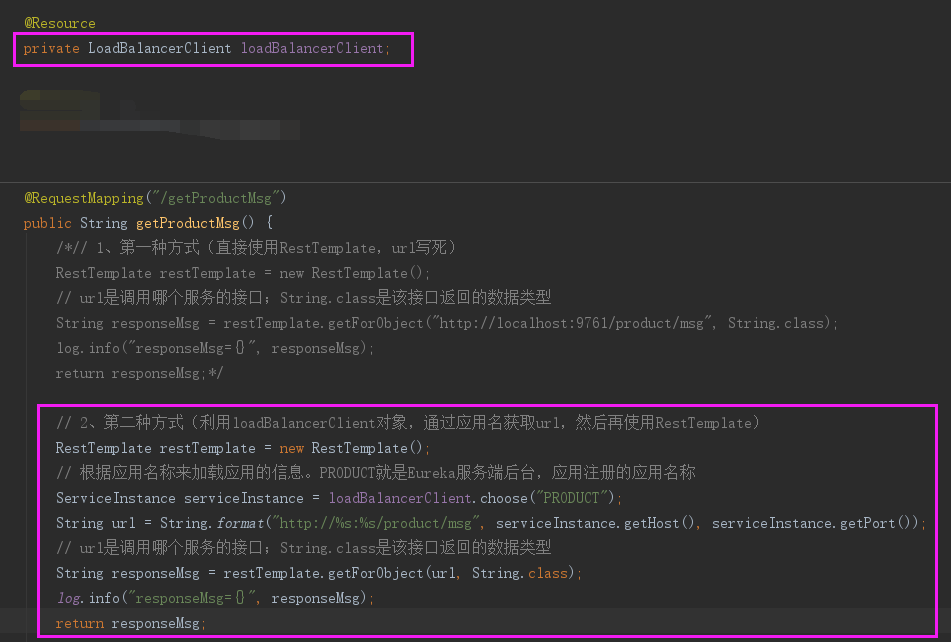 @Resource
private LoadBalancerClient loadBalancerClient;
@RequestMapping("/getProductMsg")
public String getProductMsg() {
/*// 1、第一种方式（直接使用RestTemplate，url写死）
RestTemplate restTemplate = new RestTemplate();
// url是调用哪个服务的接口；String.class是该接口返回的数据类型
String responseMsg = restTemplate.getForObject("http://localhost:9761/product/msg", String.class);
log.info("responseMsg={}", responseMsg);
return responseMsg;*/
// 2、第二种方式（利用loadBalancerClient对象，通过应用名获取url，然后再使用RestTemplate）
RestTemplate restTemplate = new RestTemplate();
// 根据应用名称来加载应用的信息。PRODUCT就是Eureka服务端后台，应用注册的应用名称
ServiceInstance serviceInstance = loadBalancerClient.choose("PRODUCT");
String url = String.format("http://%s:%s/product/msg", serviceInstance.getHost(), serviceInstance.getPort());
// url是调用哪个服务的接口；String.class是该接口返回的数据类型
String responseMsg = restTemplate.getForObject(url, String.class);
log.info("responseMsg={}", responseMsg);
return responseMsg;